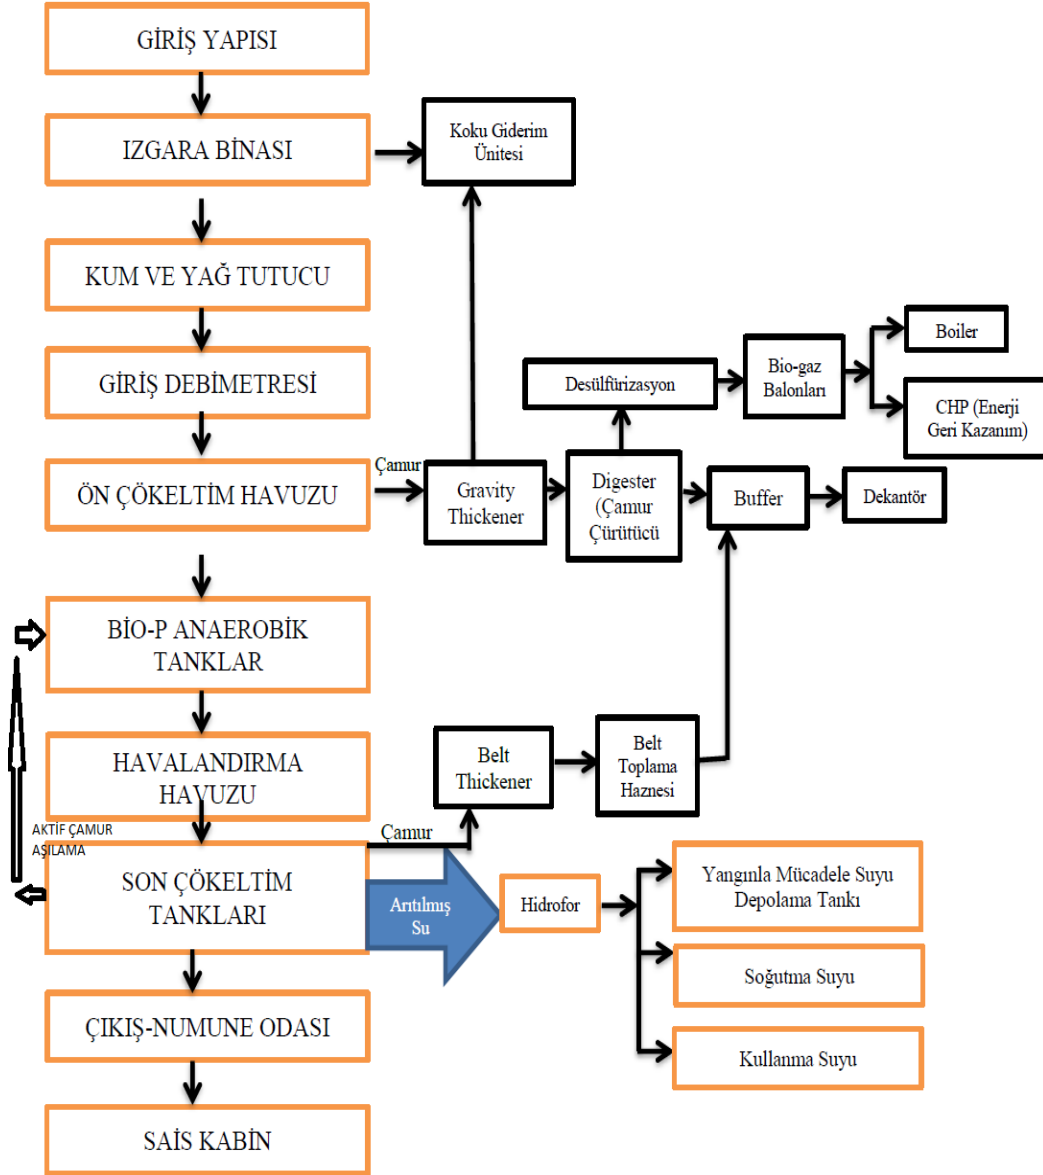 GİRİŞ YAPISI
IZGARA BİNASI
Koku Giderim
Ünitesi
KUM VE YAĞ TUTUCU
GİRİŞ DEBİMETRESİ
Desülfürizasyon
Bio-gaz
Balonları
Boiler
CHP (Enerji
Geri Kazanım)
ÖN ÇÖKELTİM HAVUZU
Çamur
Gravity
Thickener
Digester
(Çamur
Çürütücü
Buffer
Dekantör
BİO-P ANAEROBİK
TANKLAR
HAVALANDIRMA
HAVUZU
Belt
Thickener
Belt
Toplama
Haznesi
AKTİF ÇAMUR
AŞILAMA
Çamur
SON ÇÖKELTİM
TANKLARI
Arıtılmış
Su
Hidrofor
Yangınla Mücadele Suyu
Depolama Tankı
Soğutma Suyu
Kullanma Suyu
ÇIKIŞ-NUMUNE ODASI
SAİS KABİN